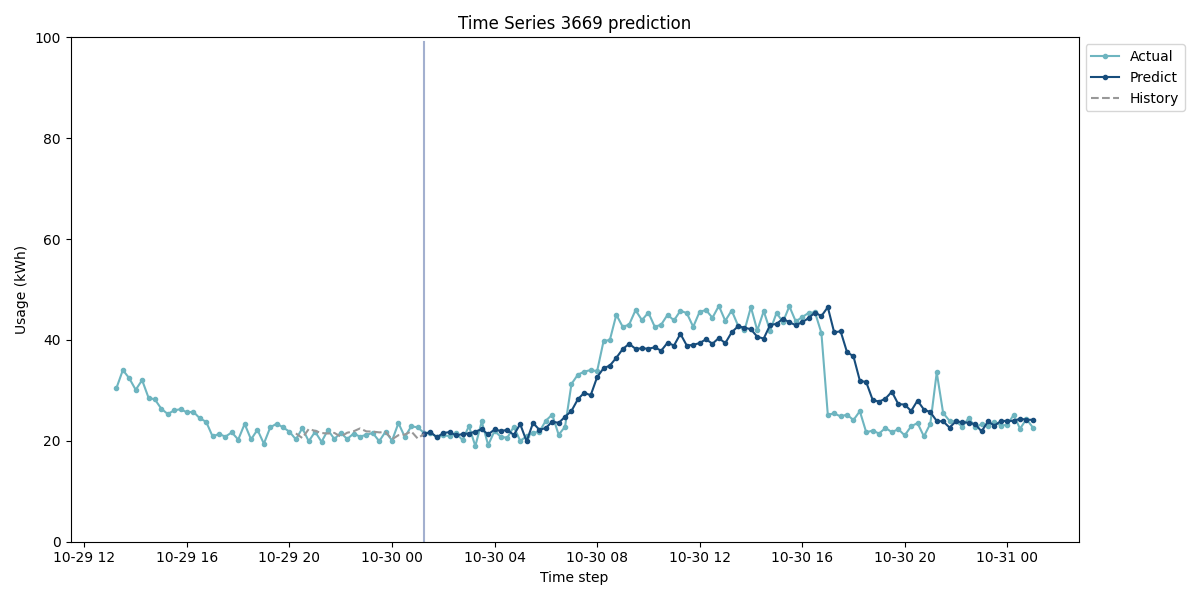 Time Series 3669 prediction
Usage (kWh)
100
80
60
40
20
0
10-29 12
10-29 16
10-29 20
10-30 00
10-30 04
10-30 08
10-30 12
10-30 16
10-30 20
10-31 00
Time step
Actual
Predict
History